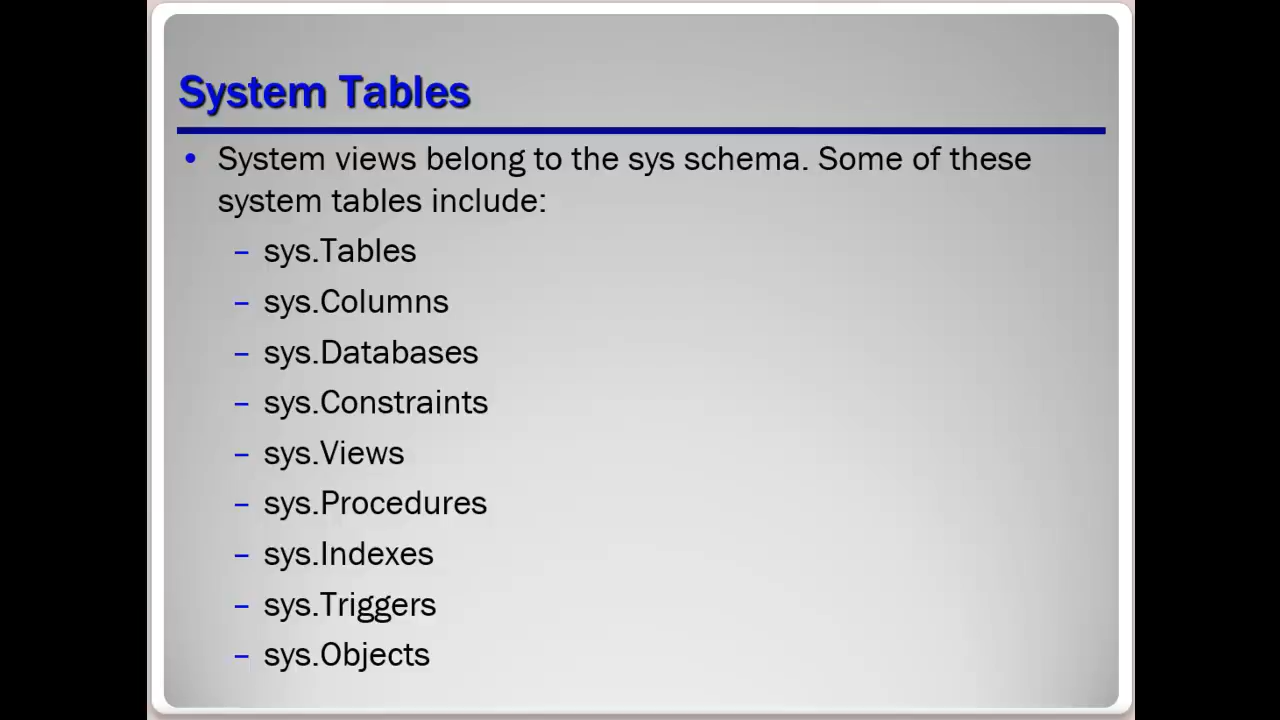 System Tables
• System views belong to the sys schema. Some of these
system tables include:
– sys.Tables
– sys.Columns
– sys.Databases
– sys.Constraints
– sys.Views
– sys.Procedures
– sys.Indexes
– sys.Triggers
– sys.Objects